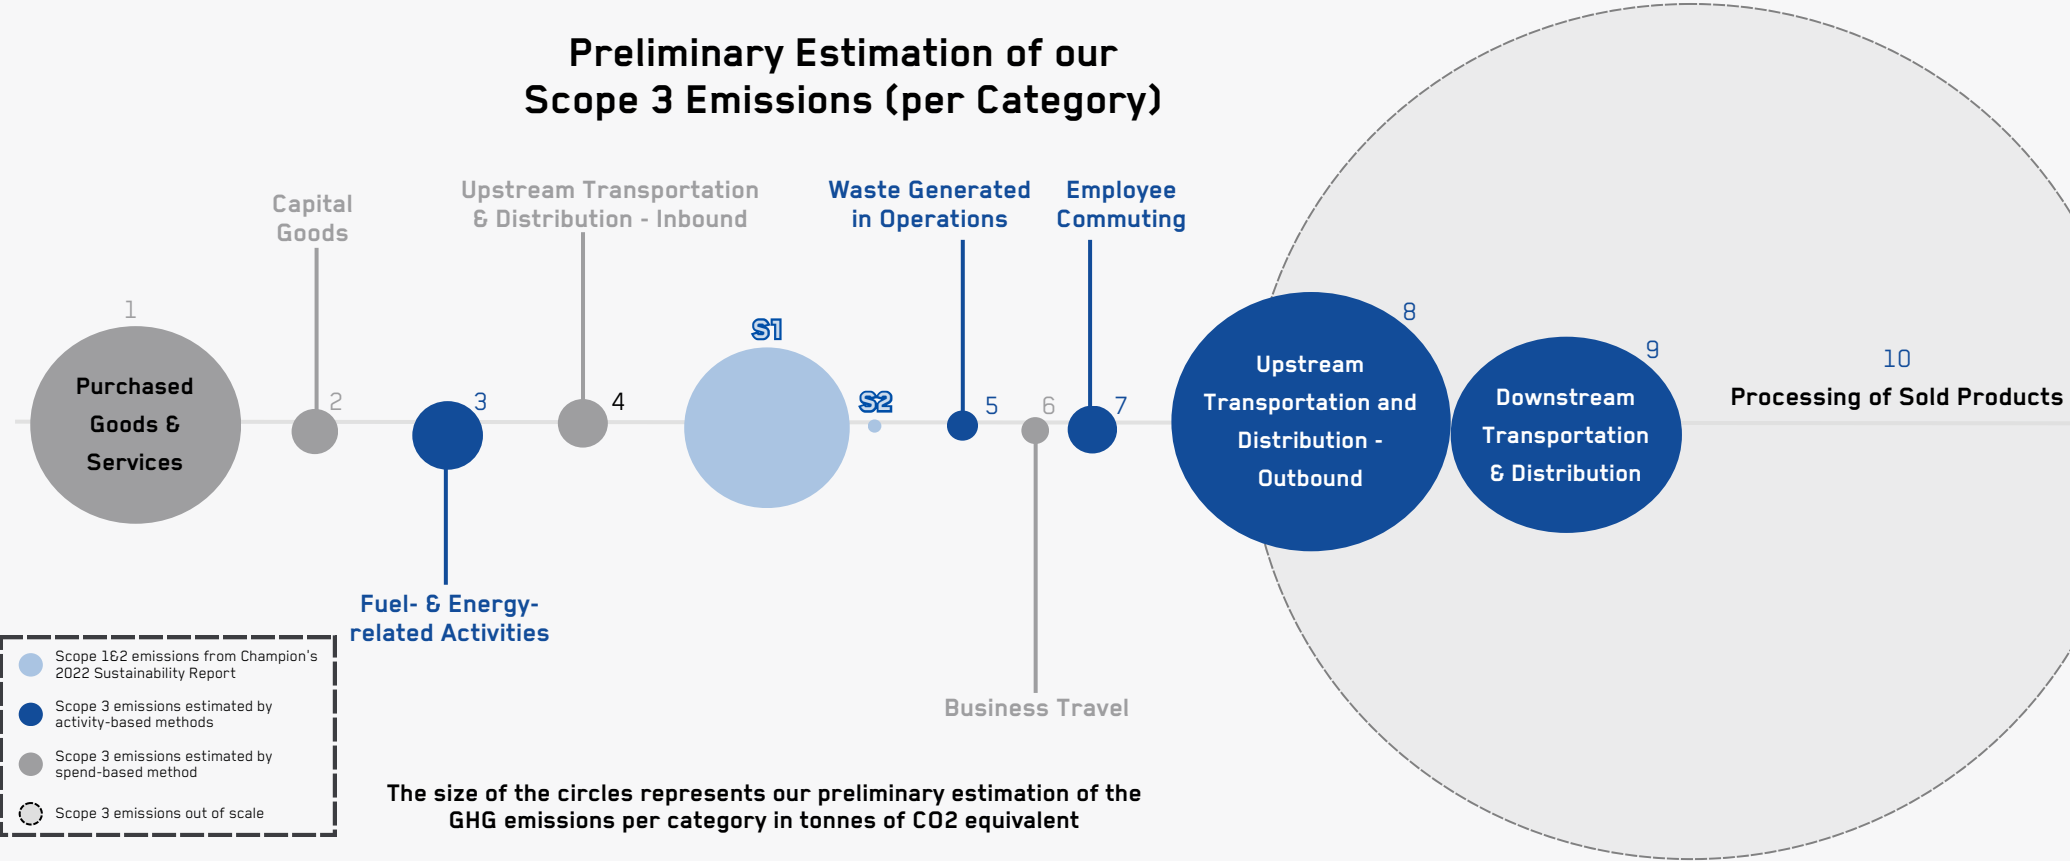 Preliminary Estimation of our
Scope 3 Emissions (per Category)
1
Purchased
Goods &
Services
Capital
Goods
2
3
Fuel- & Energy-
related Activities
Upstream Transportation
& Distribution - Inbound
4
S1
S2
Waste Generated
in Operations
5
6
Business Travel
Employee
Commuting
7
8
Upstream
Transportation and
Distribution -
Outbound
9
Downstream
Transportation
& Distribution
10
Processing of Sold Products
Scope 1&2 emissions from Champion's
2022 Sustainability Report
Scope 3 emissions estimated by
activity-based methods
Scope 3 emissions estimated by
spend-based method
Scope 3 emissions out of scale
The size of the circles represents our preliminary estimation of the
GHG emissions per category in tonnes of CO2 equivalent